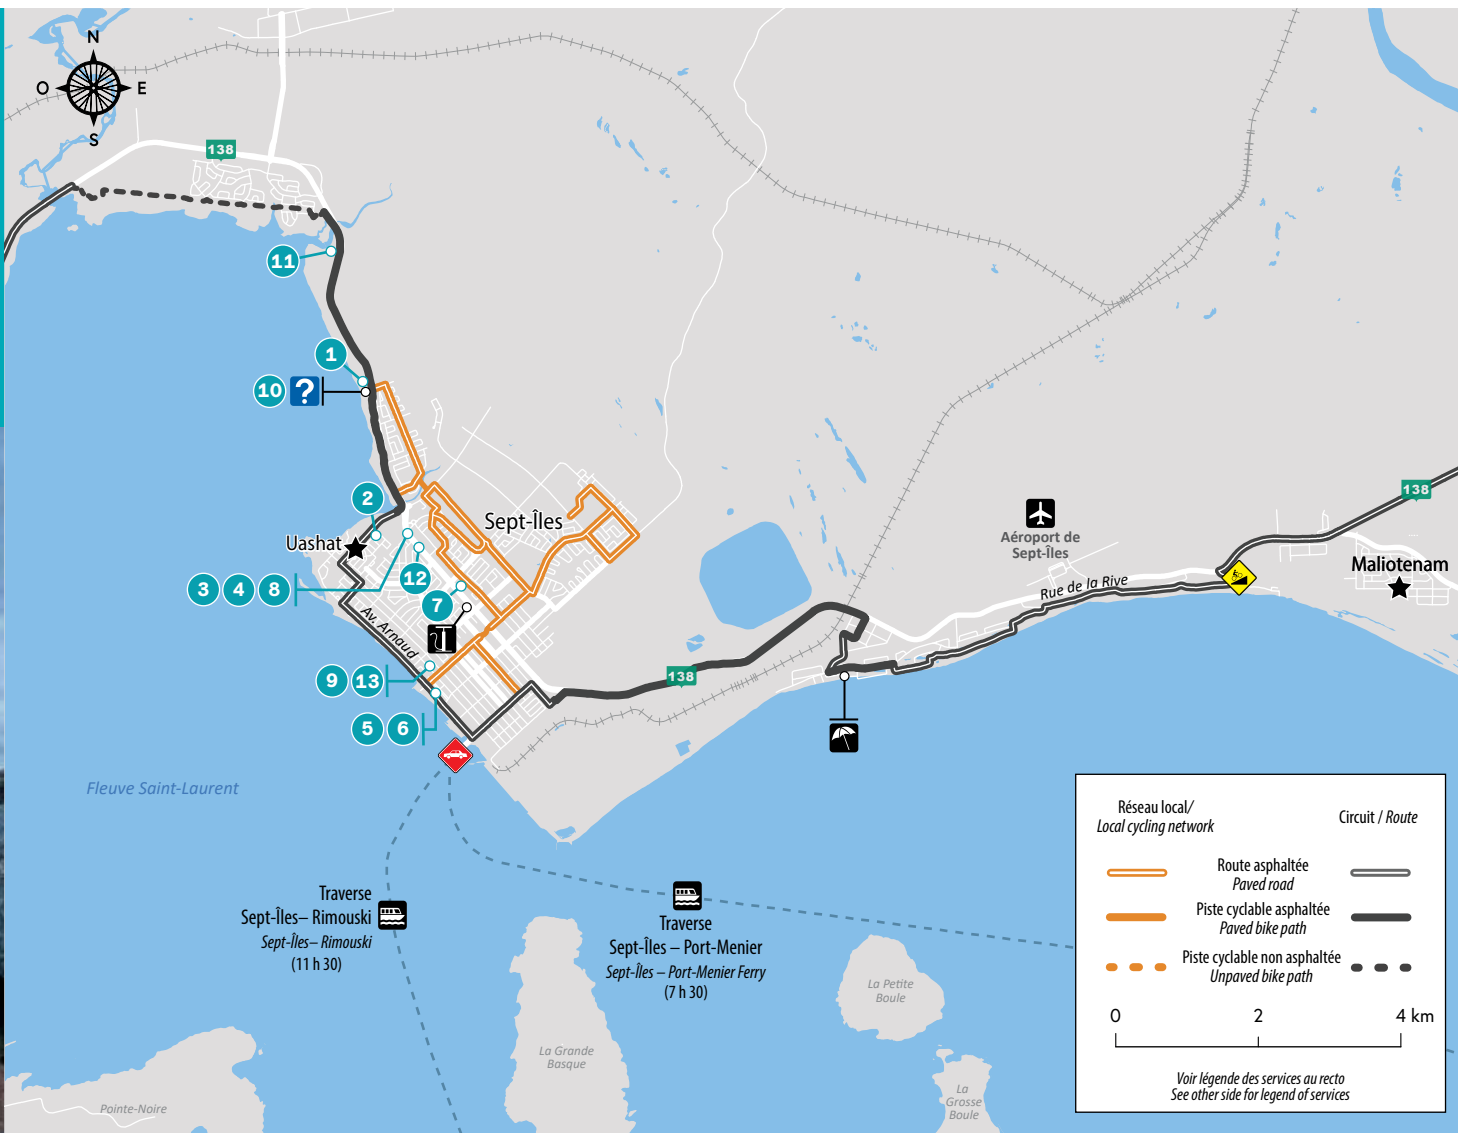 N
O
E
S
138
11
1
10
?
2
Sept-Îles
Uashat
12
3
4
8
7
Av. Arnaud
9
13
5
6
138
Aéroport de
Sept-Îles
Rue de la Rive
138
Maliotenam
Fleuve Saint-Laurent
Traverse
Sept-Îles– Rimouski
Sept-Îles– Rimouski
(11 h 30)
Traverse
Sept-Îles – Port-Menier
Sept-Îles – Port-Menier Ferry
(7 h 30)
La Petite
Boule
La Grande
Basque
La
Grosse
Boule
Pointe-Noire
Réseau local/
Local cycling network
Circuit / Route
Route asphaltée
Paved road
Piste cyclable asphaltée
Paved bike path
Piste cyclable non asphaltée
Unpaved bike path
0
2
4 km
Voir légende des services au recto
See other side for legend of services